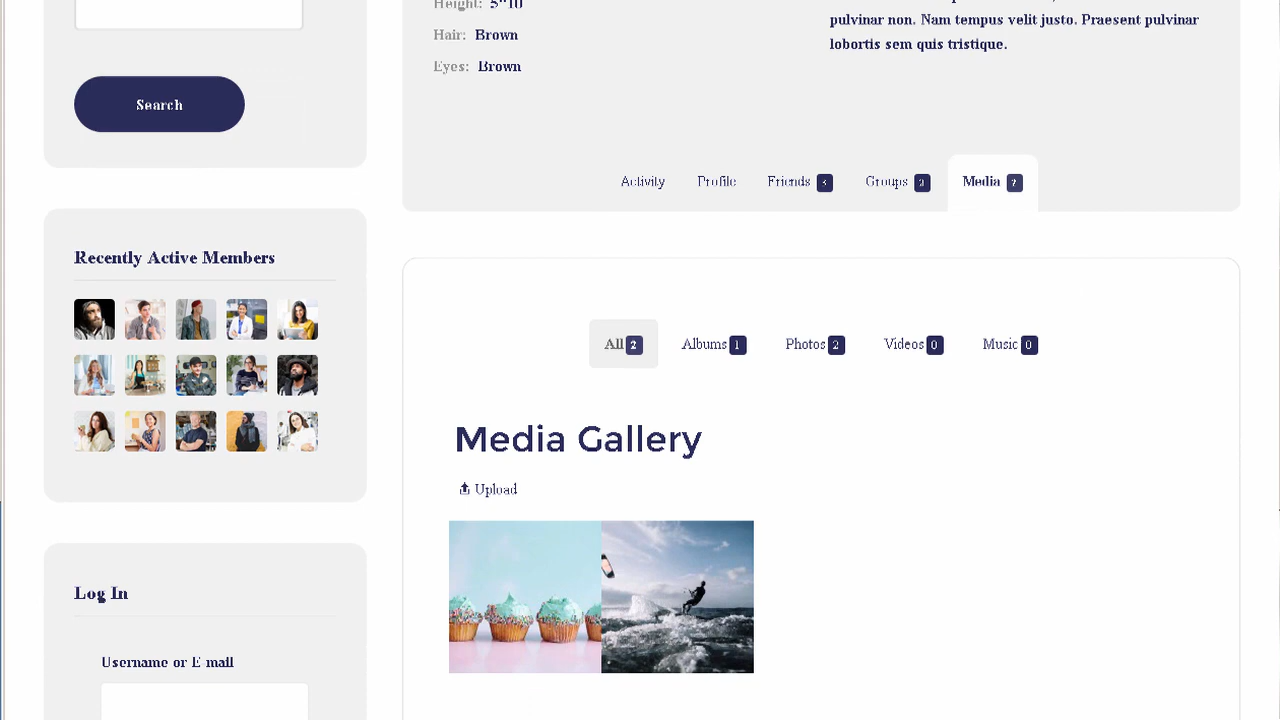 Search
Recently Active Members
Log In
Username or E-mail
Height: 5"10
Hair: Brown
Eyes: Brown
pulvinar non. Nam tempus velit justo. Praesent pulvinar
lobortis sem quis tristique.
Activity Profile Friends Groups Media
All 2 Albums 1 Photos 2 Videos 0 Music 0
Media Gallery
Upload